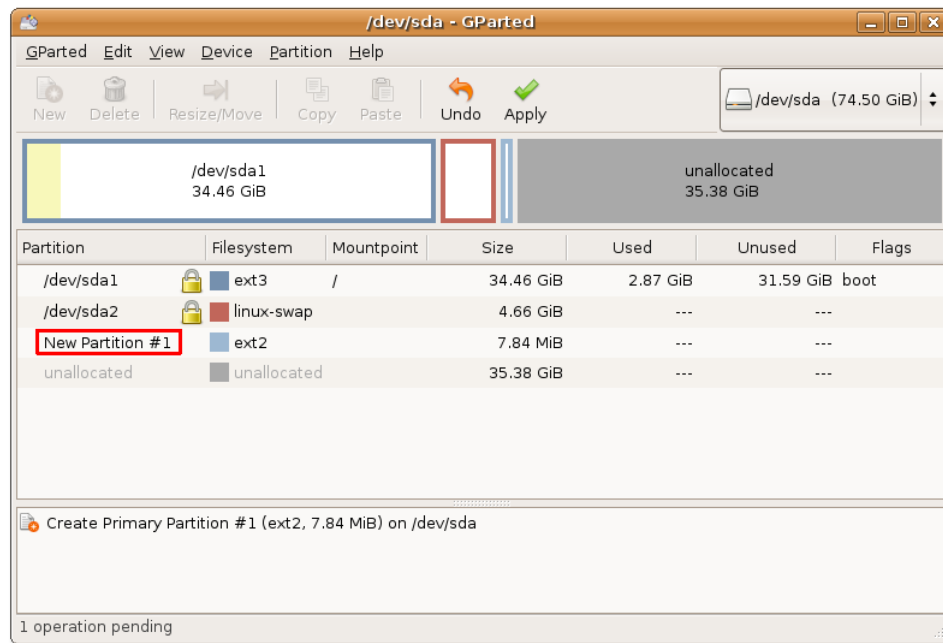 /dev/sda - GParted
GParted Edit View Device Partition Help
New Delete Resize/Move Copy Paste Undo Apply /dev/sda (74.50 GiB)
/dev/sda1 unallocated
34.46 GiB 35.38 GiB
Partition Filesystem Mountpoint Size Used Unused Flags
/dev/sda1 ext3 / 34.46 GiB 2.87 GiB 31.59 GiB boot
/dev/sda2 linux-swap 4.66 GiB --- ---
New Partition #1 ext2 7.84 MiB --- ---
unallocated unallocated 35.38 GiB --- ---
Create Primary Partition #1 (ext2, 7.84 MiB) on /dev/sda
1 operation pending